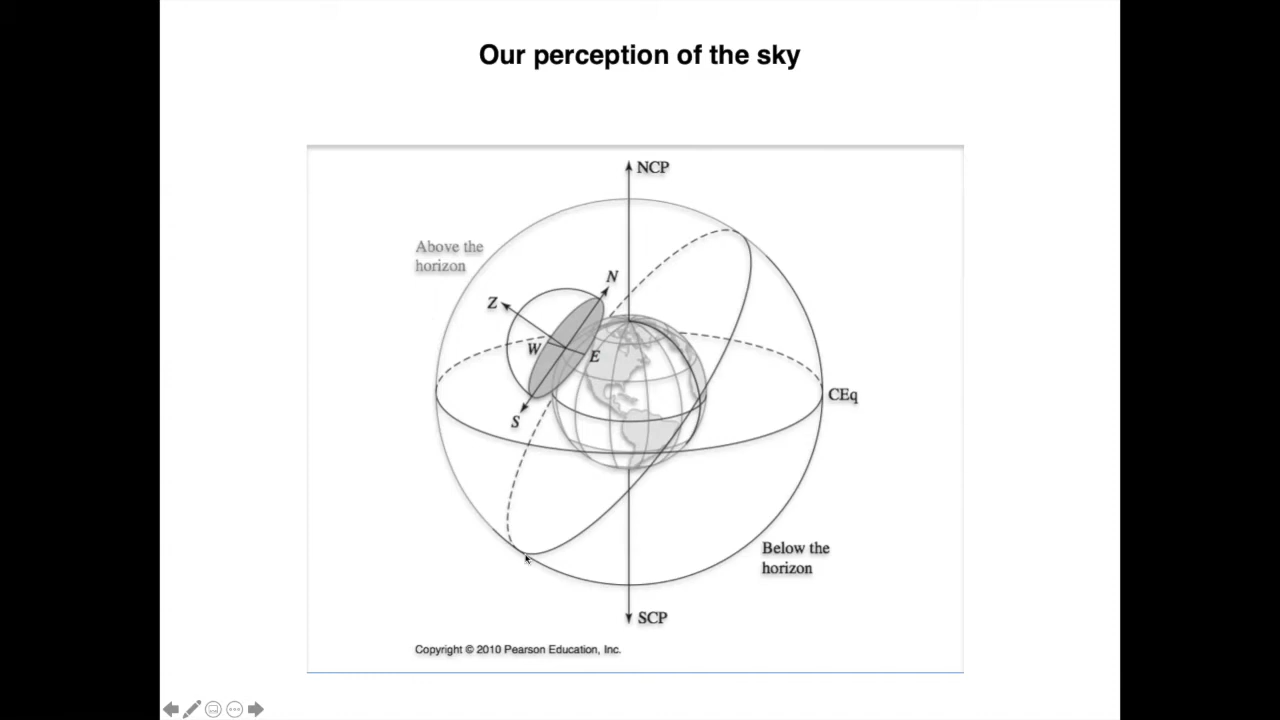 Our perception of the sky
NCP
Above the
horizon
N
Z
W
E
CEq
S
Below the
horizon
SCP
Copyright © 2010 Pearson Education, Inc.